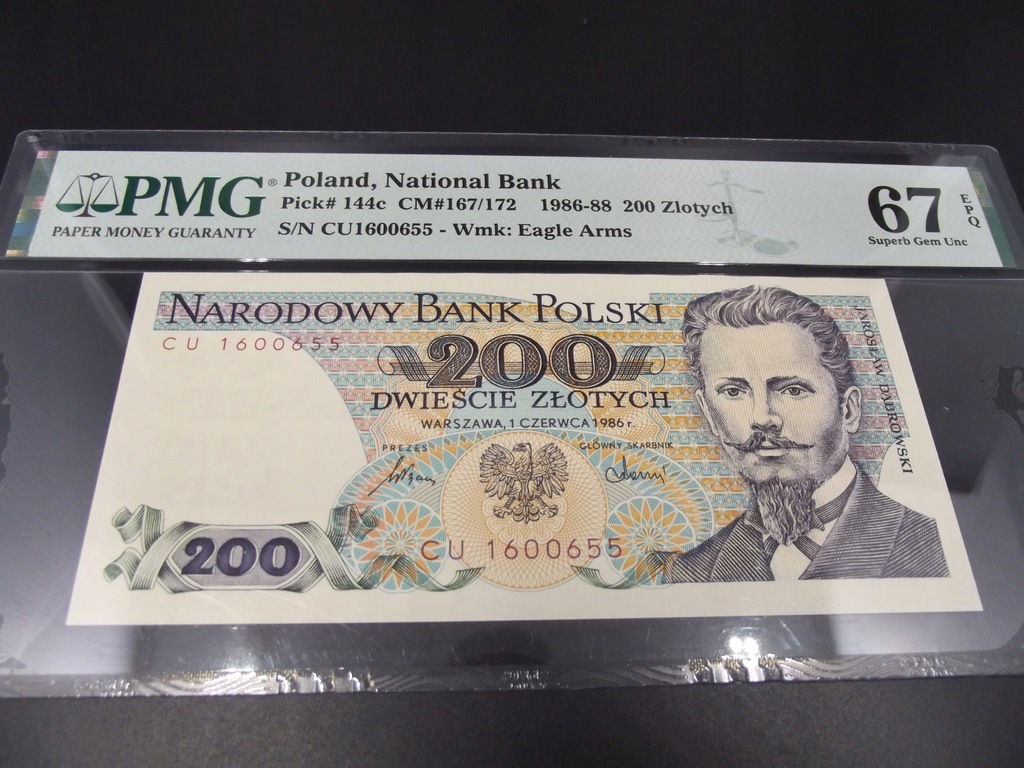 PMG®
PAPER MONEY GUARANTY
Poland, National Bank
Pick# 144c CM#167/172 1986-88 200 Zlotych
S/N CU1600655 - Wmk: Eagle Arms
67
EPQ
Superb Gem Unc
NARODOWY BANK POLSKI
CU 1600655
200
DWIEŚCIE ZŁOTYCH
WARSZAWA, 1 CZERWCA 1986 r.
PREZES
GŁÓWNY SKARBNIK
JAROSŁAW DĄBROWSKI
CU 1600655
200